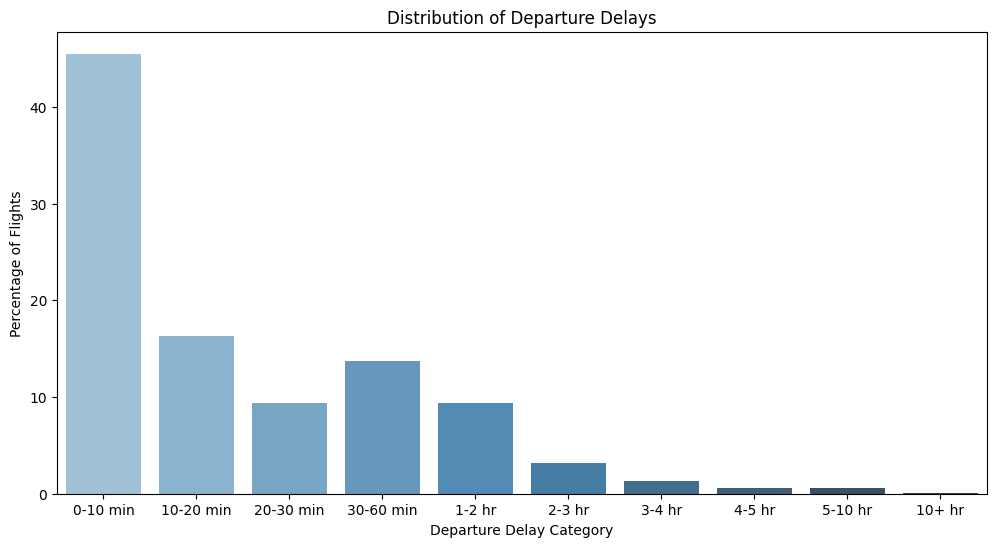 Distribution of Departure Delays
Percentage of Flights
40
30
20
10
0
0-10 min 10-20 min 20-30 min 30-60 min 1-2 hr 2-3 hr 3-4 hr 4-5 hr 5-10 hr 10+ hr
Departure Delay Category